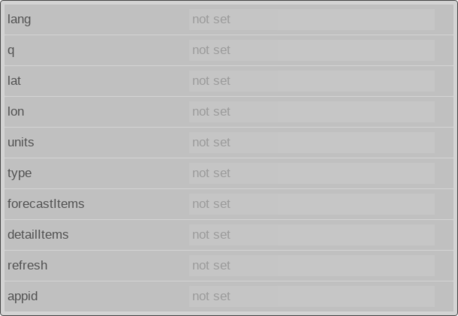 lang not set
q not set
lat not set
lon not set
units not set
type not set
forecastItems not set
detailItems not set
refresh not set
appid not set